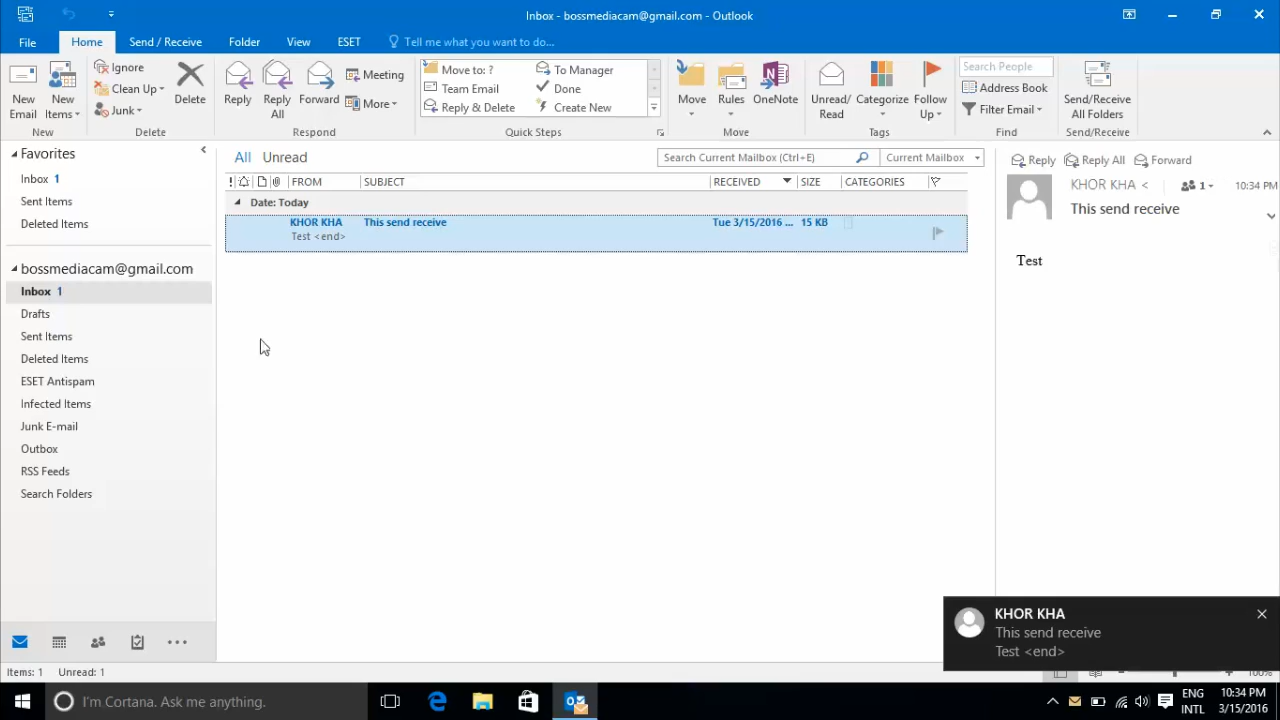 Inbox - bossmediacam@gmail.com - Outlook
File Home Send / Receive Folder View ESET Tell me what you want to do...
New Email
New Items
Ignore
Clean Up
Junk
Delete
Reply
Reply All
Forward
Meeting
More
Move to: ?
Team Email
Reply & Delete
To Manager
Done
Create New
Move
Rules
OneNote
Unread/ Read
Categorize
Follow Up
Search People
Address Book
Filter Email
Send/Receive All Folders
New Delete Respond Quick Steps Move Tags Find Send/Receive
Favorites
Inbox 1
Sent Items
Deleted Items
bossmediacam@gmail.com
Inbox 1
Drafts
Sent Items
Deleted Items
ESET Antispam
Infected Items
Junk E-mail
Outbox
RSS Feeds
Search Folders
All Unread
Search Current Mailbox (Ctrl+E) Current Mailbox
! FROM SUBJECT RECEIVED SIZE CATEGORIES
Date: Today
KHOR KHA This send receive Tue 3/15/2016 ... 15 KB
Test <end>
Reply Reply All Forward
KHOR KHA < 1 10:34 PM
This send receive
Test
KHOR KHA
This send receive
Test <end>
Items: 1 Unread: 1
100%
I'm Cortana. Ask me anything.
ENG 10:34 PM
INTL 3/15/2016